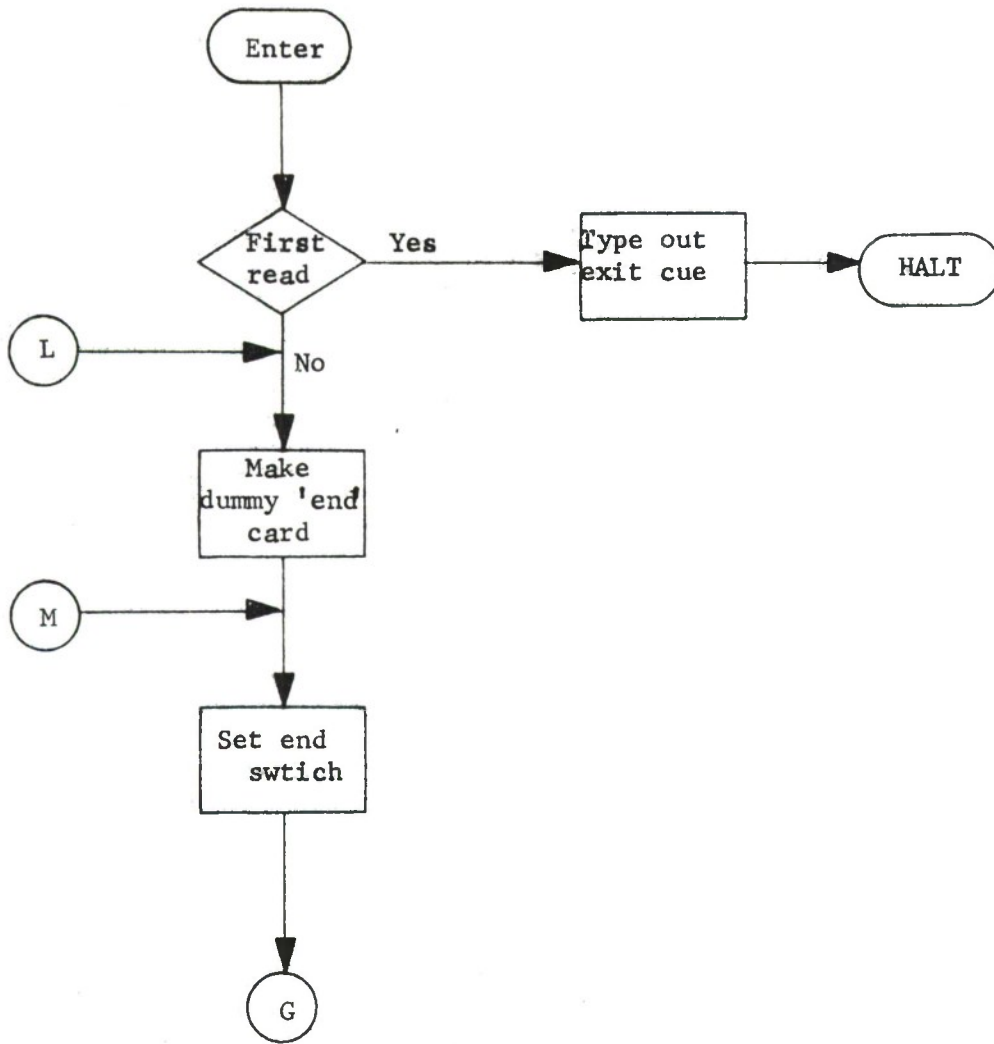 Enter
First
read
Yes
Type out
exit cue
HALT
L
No
Make
dummy 'end'
card
M
Set end
swtich
G